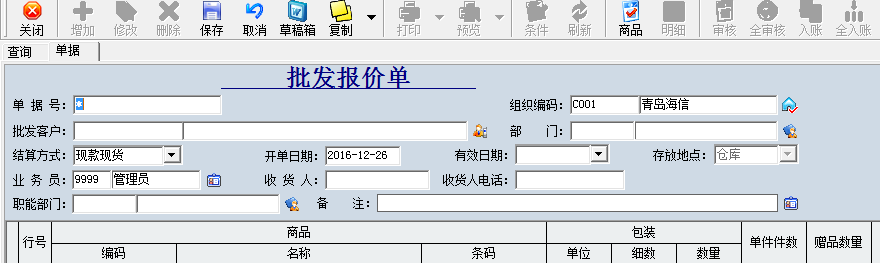 关闭 增加 修改 删除 保存 取消 草稿箱 复制 打印 预览 条件 刷新 商品 明细 审核 全审核 入账 全入账
查询 单据
批发报价单
单 据 号： * 组织编码： C001 青岛海信
批发客户： 部 门：
结算方式： 现款现货 开单日期： 2016-12-26 有效日期： 存放地点： 仓库
业 务 员： 9999 管理员 收 货 人： 收货人电话：
职能部门： 备 注：
行号 商品 包装 单件件数 赠品数量
编码 名称 条码 单位 细数 数量